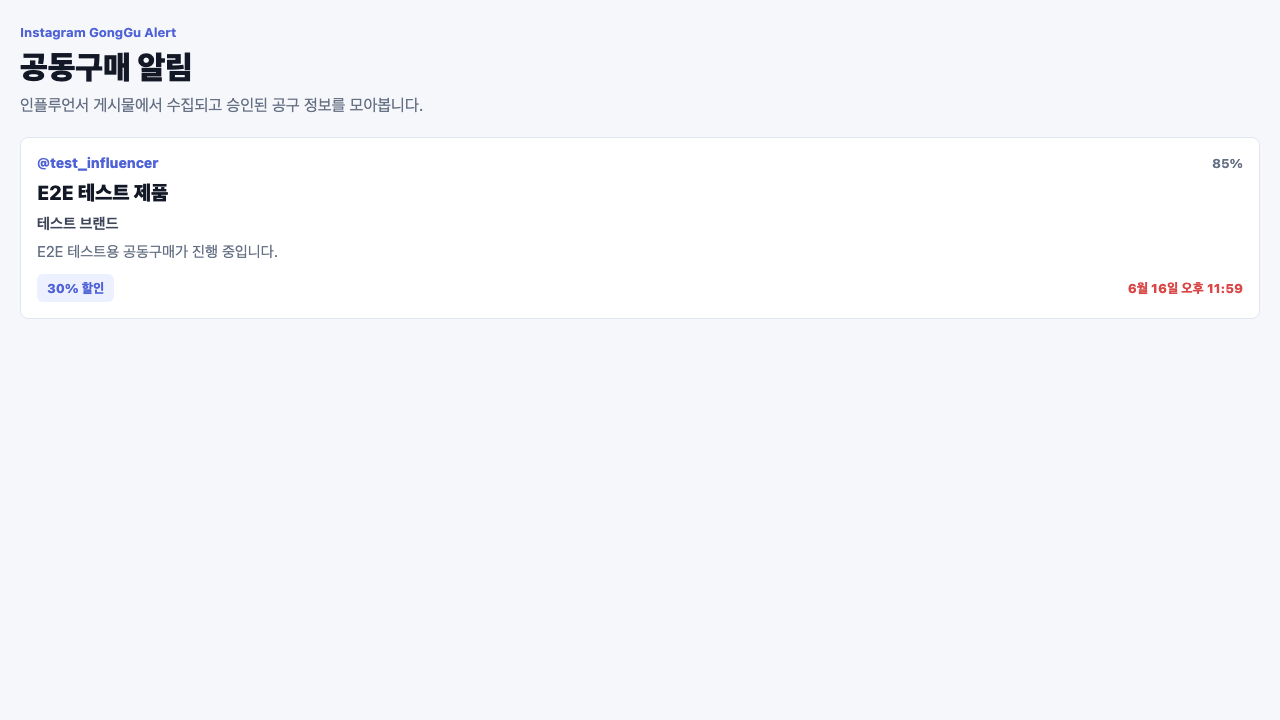 Instagram GongGu Alert
공동구매 알림
인플루언서 게시물에서 수집되고 승인된 공구 정보를 모아봅니다.
@test_influencer
85%
E2E 테스트 제품
테스트 브랜드
E2E 테스트용 공동구매가 진행 중입니다.
30% 할인
6월 16일 오후 11:59